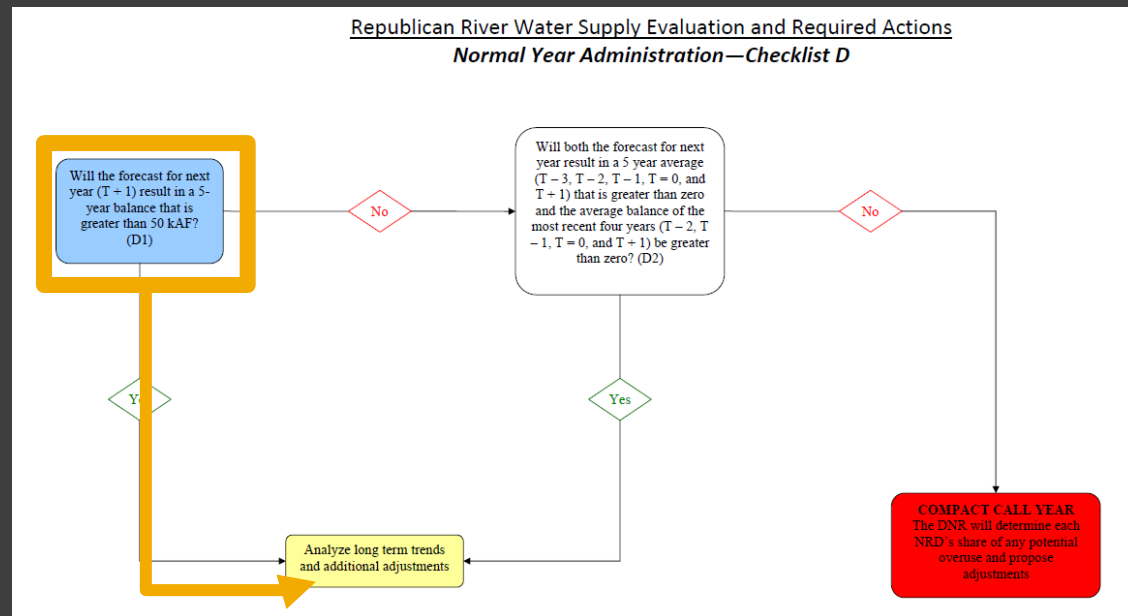 Republican River Water Supply Evaluation and Required Actions
Normal Year Administration—Checklist D
Will the forecast for next
year (T + 1) result in a 5-
year balance that is
greater than 50 kAF?
(D1)
No
Will both the forecast for next
year result in a 5 year average
(T – 3, T – 2, T – 1, T = 0, and
T + 1) that is greater than zero
and the average balance of the
most recent four years (T – 2, T
– 1, T = 0, and T + 1) be greater
than zero? (D2)
No
Yes
Analyze long term trends
and additional adjustments
COMPACT CALL YEAR
The DNR will determine each
NRD's share of any potential
overuse and propose
adjustments